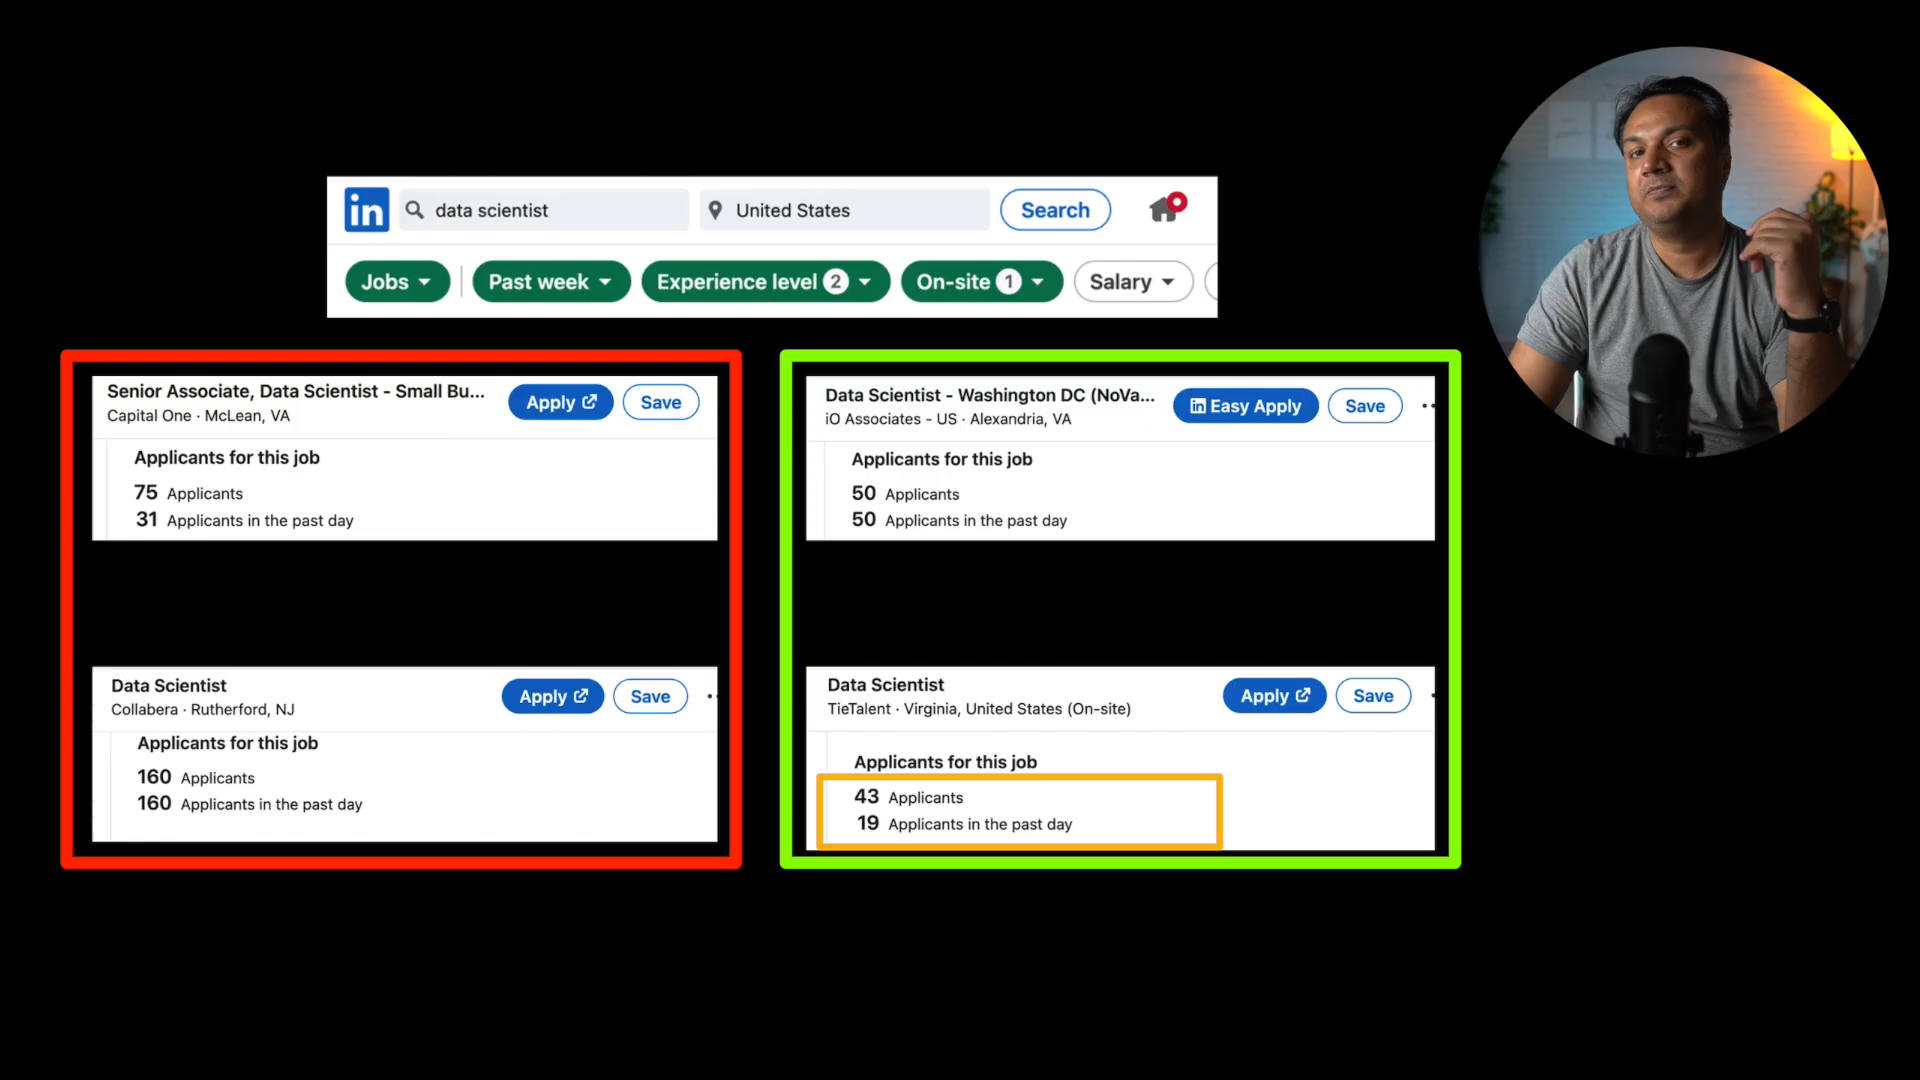 in data scientist United States Search
Jobs Past week Experience level 2 On-site 1 Salary
Senior Associate, Data Scientist - Small Bu...
Capital One · McLean, VA
Apply Save
Applicants for this job
75 Applicants
31 Applicants in the past day
Data Scientist
Collabera · Rutherford, NJ
Apply Save
Applicants for this job
160 Applicants
160 Applicants in the past day
Data Scientist - Washington DC (NoVa...
iO Associates - US · Alexandria, VA
in Easy Apply Save
Applicants for this job
50 Applicants
50 Applicants in the past day
Data Scientist
TieTalent · Virginia, United States (On-site)
Apply Save
Applicants for this job
43 Applicants
19 Applicants in the past day